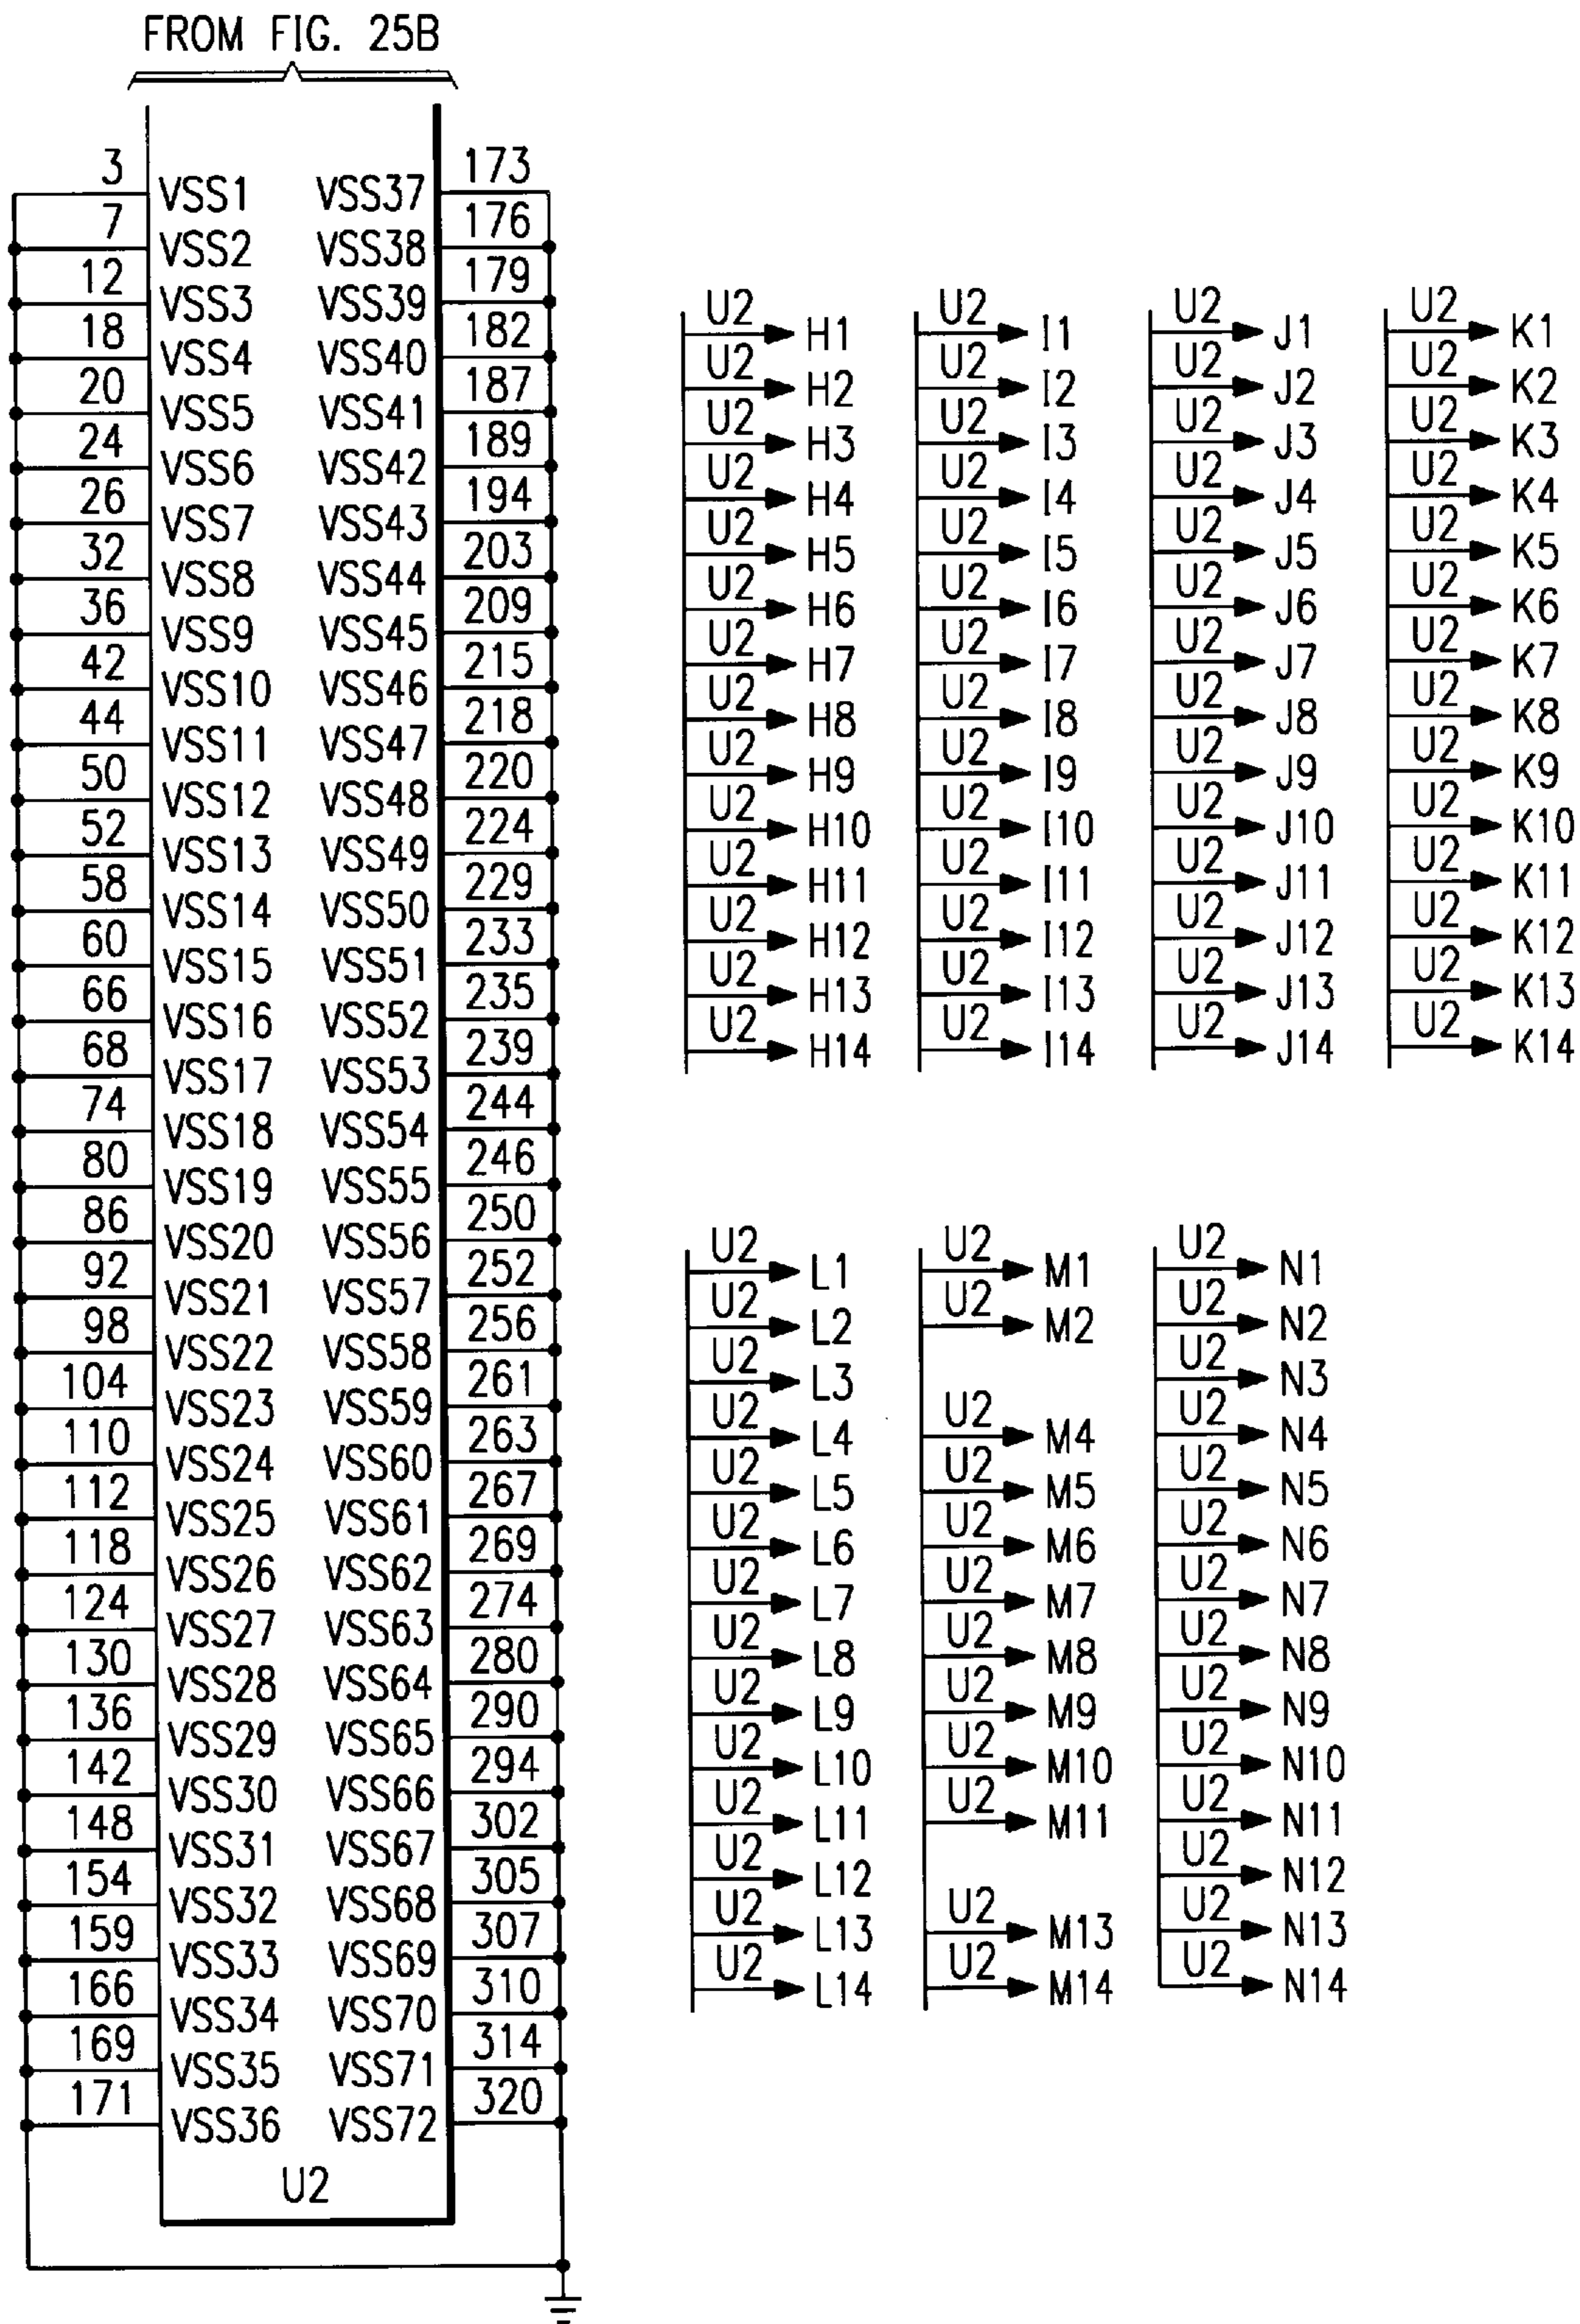 FROM FIG. 25B
3 VSS1 VSS37 173
7 VSS2 VSS38 176
12 VSS3 VSS39 179
18 VSS4 VSS40 182
20 VSS5 VSS41 187
24 VSS6 VSS42 189
26 VSS7 VSS43 194
32 VSS8 VSS44 203
36 VSS9 VSS45 209
42 VSS10 VSS46 215
44 VSS11 VSS47 218
50 VSS12 VSS48 220
52 VSS13 VSS49 224
58 VSS14 VSS50 229
60 VSS15 VSS51 233
66 VSS16 VSS52 235
68 VSS17 VSS53 239
74 VSS18 VSS54 244
80 VSS19 VSS55 246
86 VSS20 VSS56 250
92 VSS21 VSS57 252
98 VSS22 VSS58 256
104 VSS23 VSS59 261
110 VSS24 VSS60 263
112 VSS25 VSS61 267
118 VSS26 VSS62 269
124 VSS27 VSS63 274
130 VSS28 VSS64 280
136 VSS29 VSS65 290
142 VSS30 VSS66 294
148 VSS31 VSS67 302
154 VSS32 VSS68 305
159 VSS33 VSS69 307
166 VSS34 VSS70 310
169 VSS35 VSS71 314
171 VSS36 VSS72 320
U2
U2 H1 U2 I1 U2 J1 U2 K1
U2 H2 U2 I2 U2 J2 U2 K2
U2 H3 U2 I3 U2 J3 U2 K3
U2 H4 U2 I4 U2 J4 U2 K4
U2 H5 U2 I5 U2 J5 U2 K5
U2 H6 U2 I6 U2 J6 U2 K6
U2 H7 U2 I7 U2 J7 U2 K7
U2 H8 U2 I8 U2 J8 U2 K8
U2 H9 U2 I9 U2 J9 U2 K9
U2 H10 U2 I10 U2 J10 U2 K10
U2 H11 U2 I11 U2 J11 U2 K11
U2 H12 U2 I12 U2 J12 U2 K12
U2 H13 U2 I13 U2 J13 U2 K13
U2 H14 U2 I14 U2 J14 U2 K14
U2 L1 U2 M1 U2 N1
U2 L2 U2 M2 U2 N2
U2 L3 U2 N3
U2 L4 U2 M4 U2 N4
U2 L5 U2 M5 U2 N5
U2 L6 U2 M6 U2 N6
U2 L7 U2 M7 U2 N7
U2 L8 U2 M8 U2 N8
U2 L9 U2 M9 U2 N9
U2 L10 U2 M10 U2 N10
U2 L11 U2 M11 U2 N11
U2 L12 U2 N12
U2 L13 U2 M13 U2 N13
U2 L14 U2 M14 U2 N14